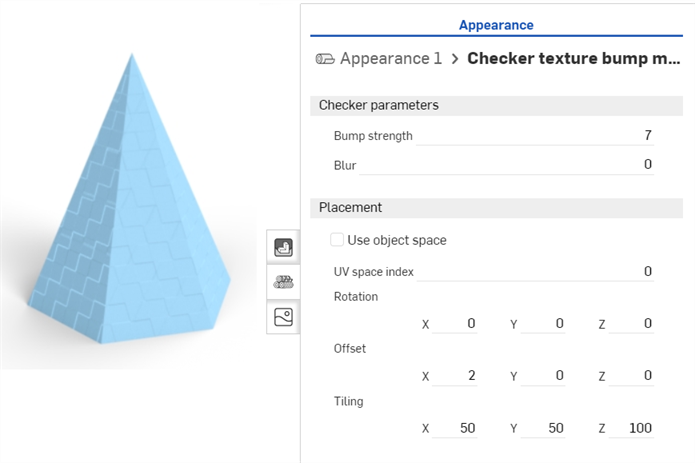 Appearance
Appearance 1 > Checker texture bump m...
Checker parameters
Bump strength 7
Blur 0
Placement
Use object space
UV space index 0
Rotation
X 0 Y 0 Z 0
Offset
X 2 Y 0 Z 0
Tiling
X 50 Y 50 Z 100